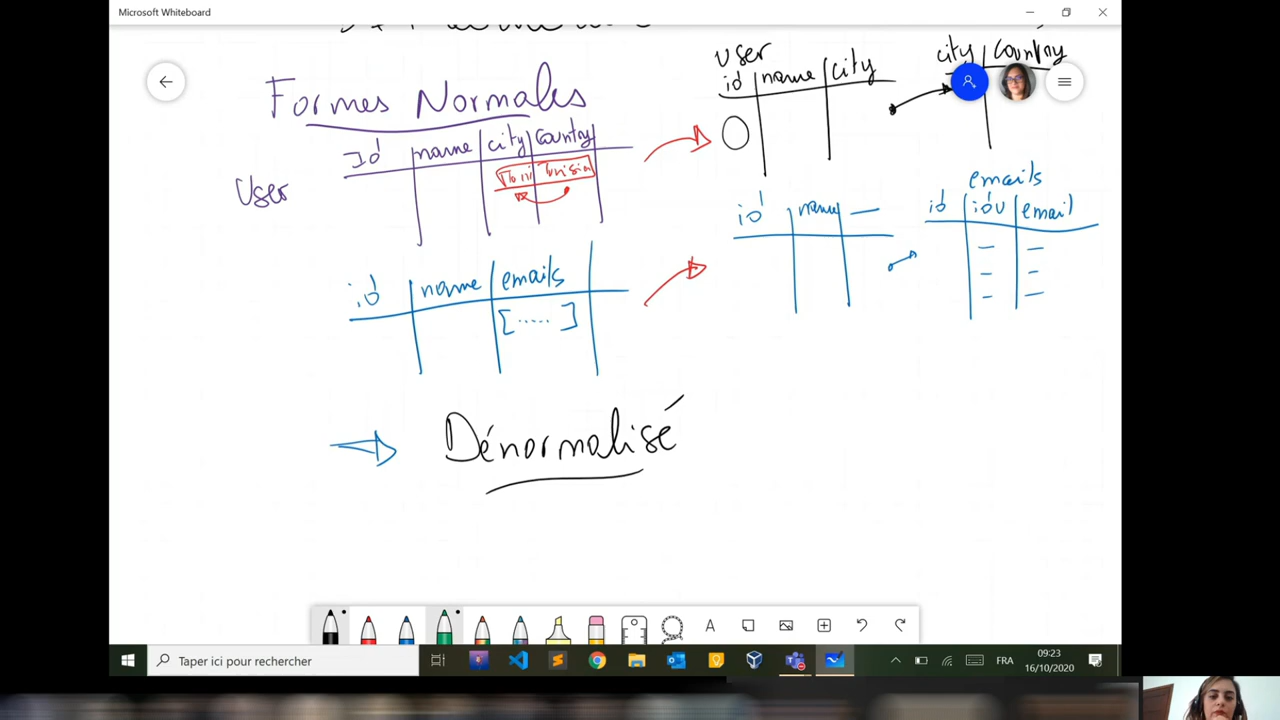 Microsoft Whiteboard
Formes Normales
User
Id name city Country
Tunisia
user
id name city
city Country
id name emails
[.....]
id name —
emails
id idU email
⇒ Dénormalisé
A
Taper ici pour rechercher
FRA
09:23
16/10/2020